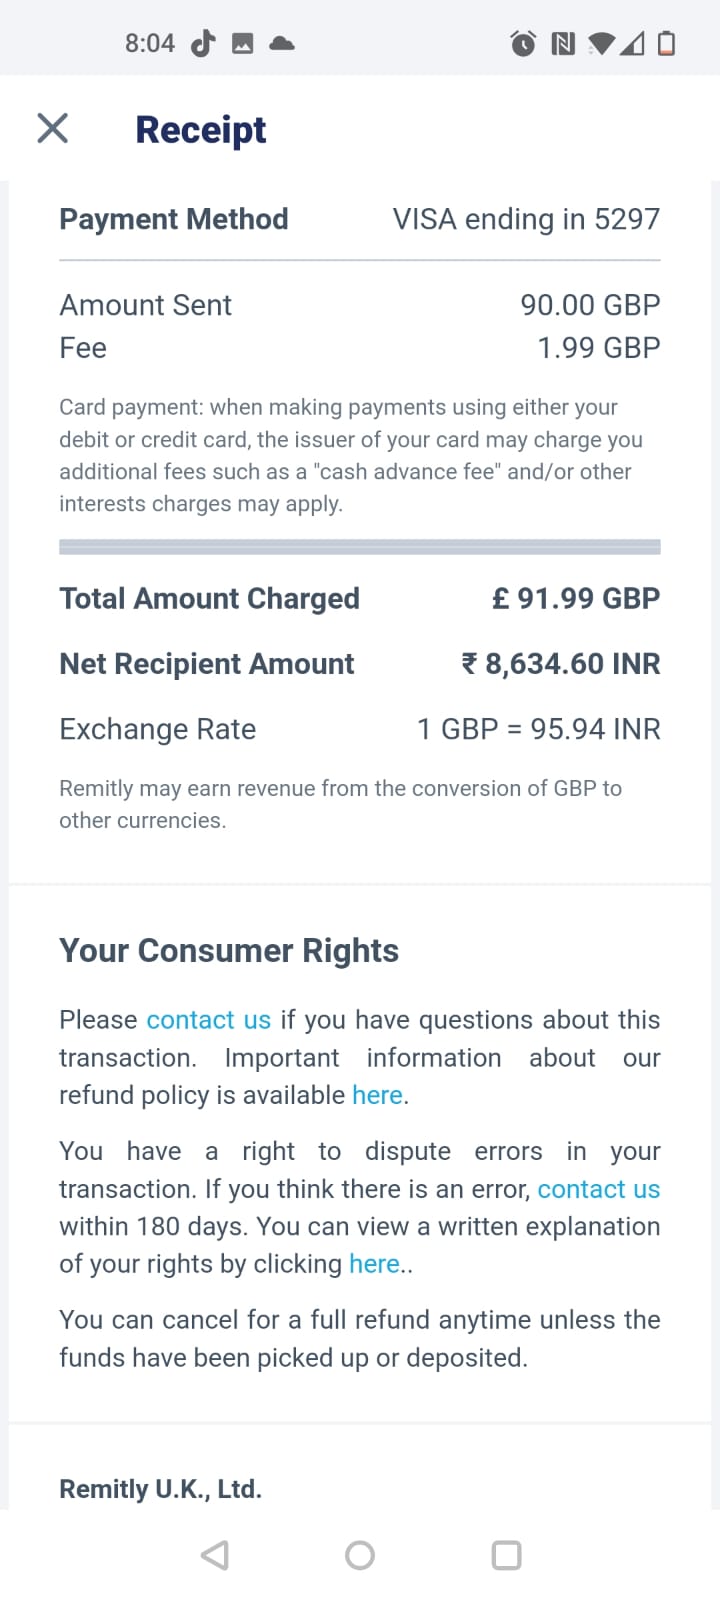 8:04
Receipt
Payment Method VISA ending in 5297
Amount Sent 90.00 GBP
Fee 1.99 GBP
Card payment: when making payments using either your
debit or credit card, the issuer of your card may charge you
additional fees such as a "cash advance fee" and/or other
interests charges may apply.
Total Amount Charged £ 91.99 GBP
Net Recipient Amount ₹ 8,634.60 INR
Exchange Rate 1 GBP = 95.94 INR
Remitly may earn revenue from the conversion of GBP to
other currencies.
Your Consumer Rights
Please contact us if you have questions about this
transaction. Important information about our
refund policy is available here.
You have a right to dispute errors in your
transaction. If you think there is an error, contact us
within 180 days. You can view a written explanation
of your rights by clicking here..
You can cancel for a full refund anytime unless the
funds have been picked up or deposited.
Remitly U.K., Ltd.